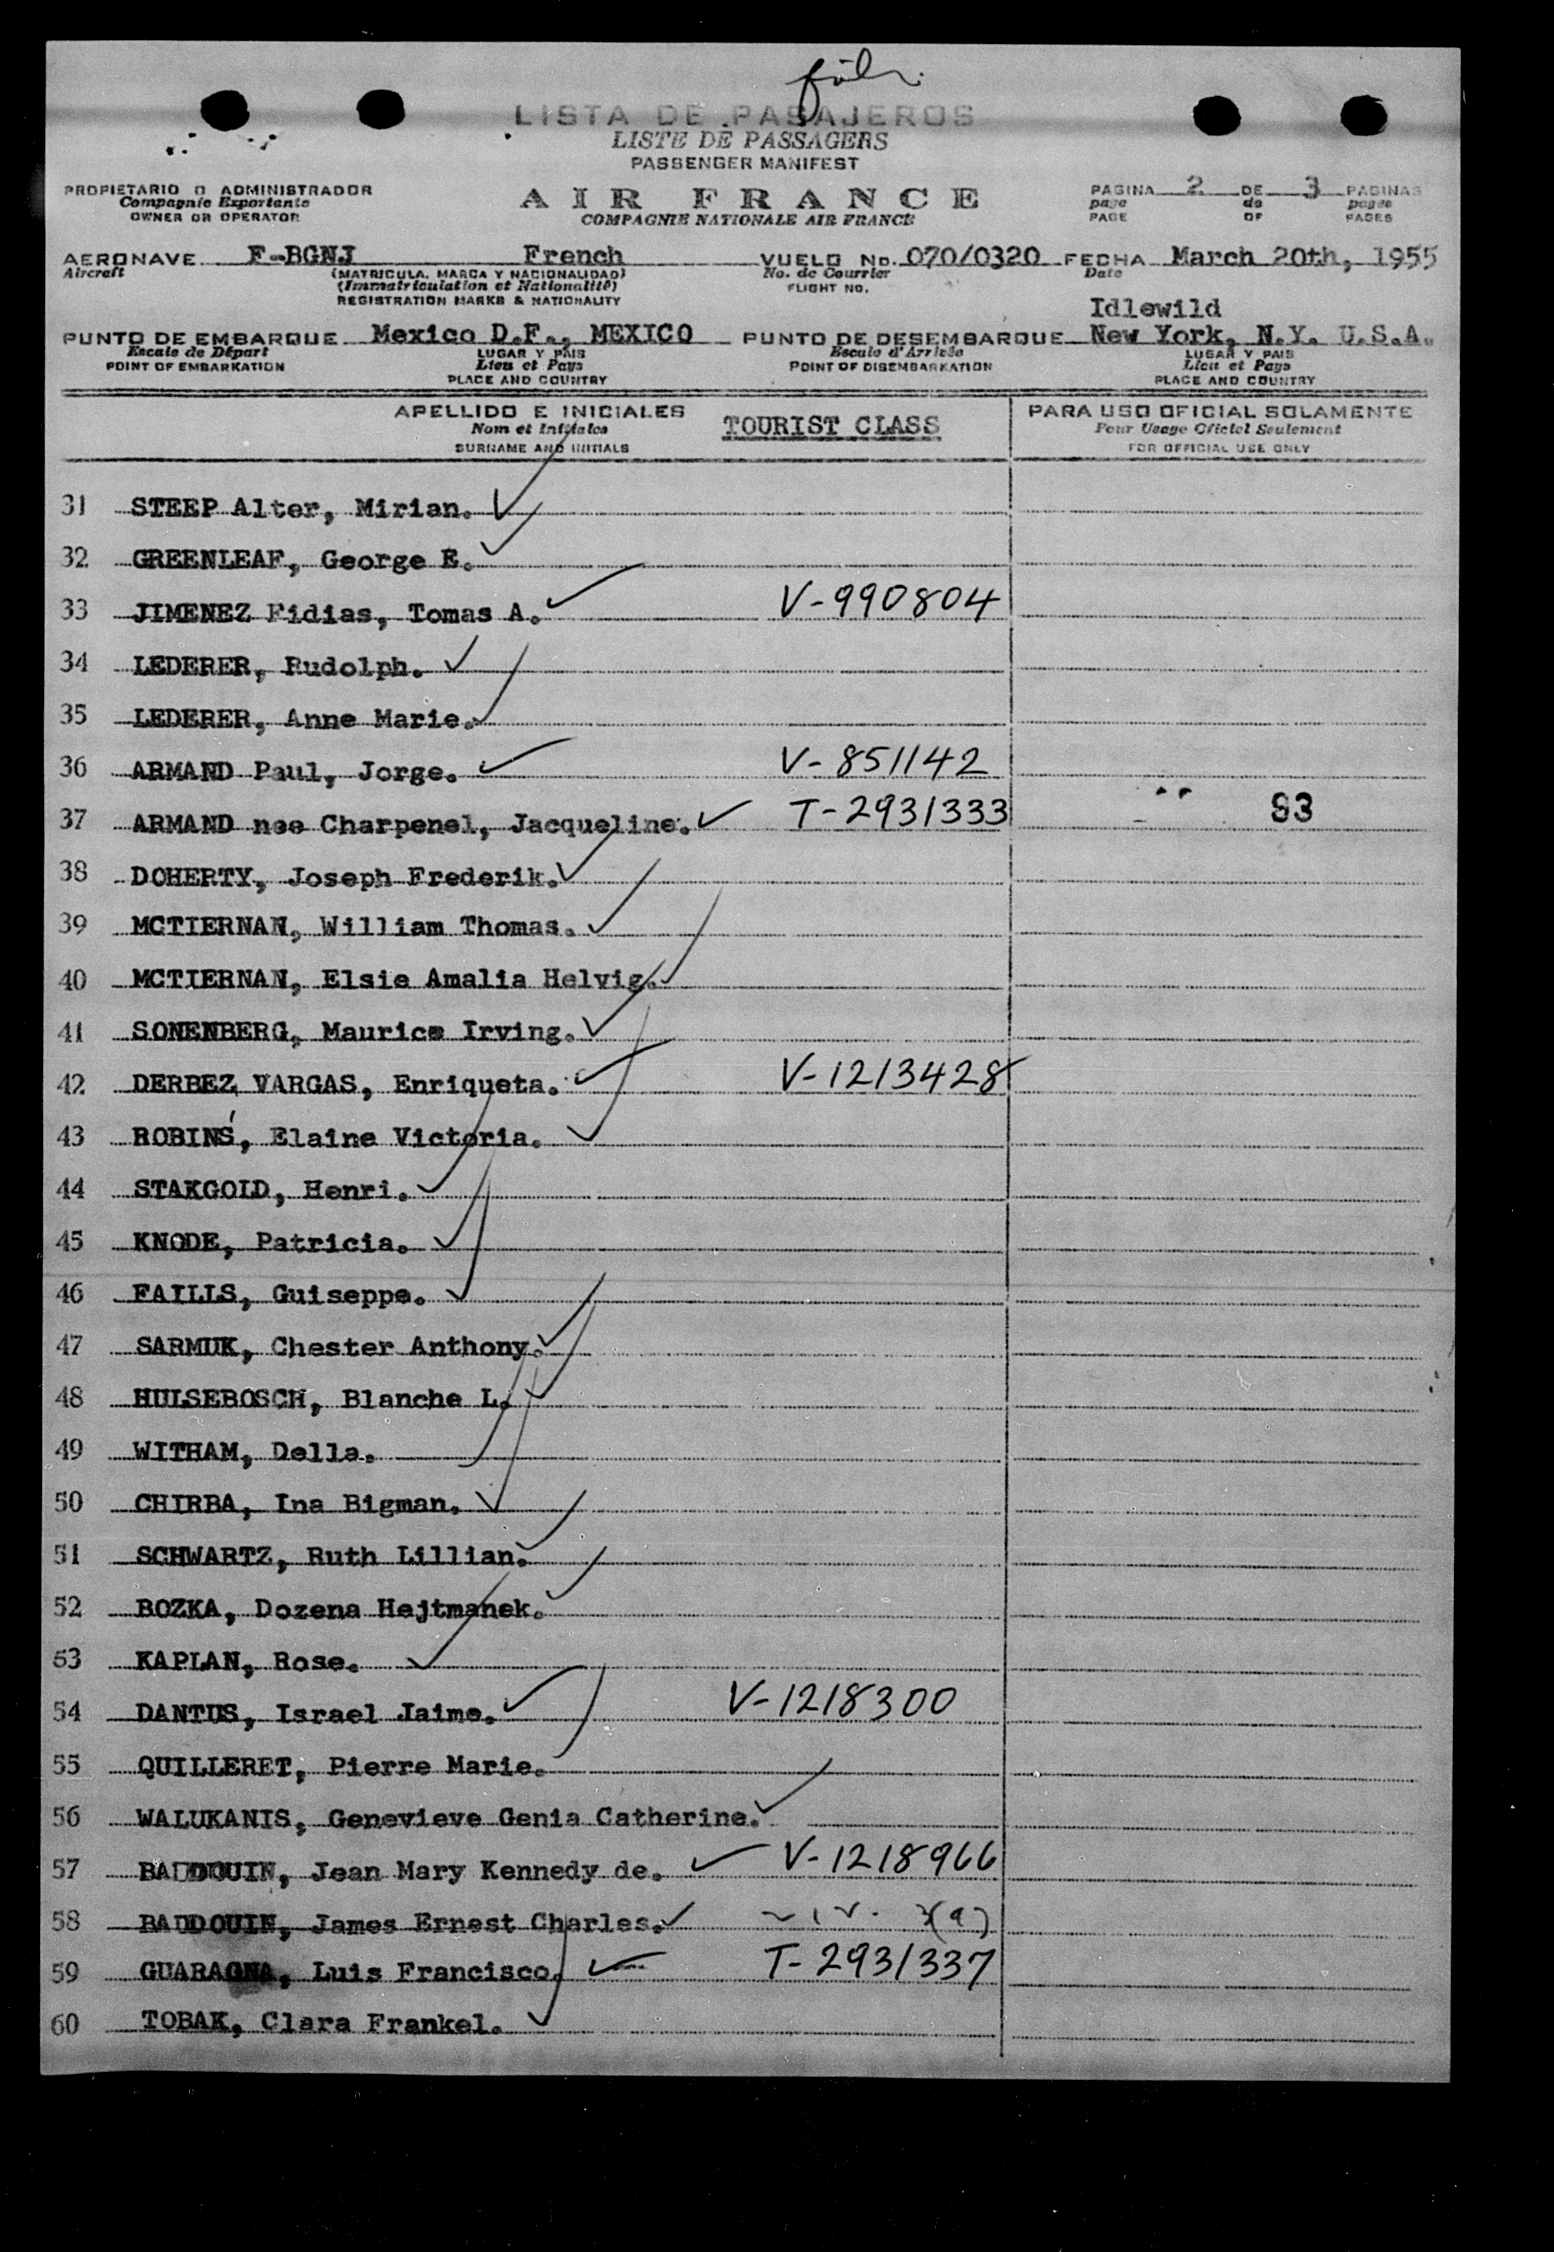 LISTA DE PASAJEROS
LISTE DE PASSAGERS
PASSENGER MANIFEST
PROPIETARIO O ADMINISTRADOR
Compagnie Exportante
OWNER OR OPERATOR
AIR FRANCE
COMPAGNIE NATIONALE AIR FRANCE
PAGINA 2 DE 3 PAGINAS
page de pages
PAGE OF PAGES
AERONAVE F-BGNJ French VUELO No. 070/0320 FECHA March 20th, 1955
Aircraft (MATRICULA, MARCA Y NACIONALIDAD) No. de Courrier Date
(Immatriculation et Nationalité) FLIGHT NO.
REGISTRATION MARKS & NATIONALITY
Idlewild
PUNTO DE EMBARQUE Mexico D.F., MEXICO PUNTO DE DESEMBARQUE New York, N.Y. U.S.A.
Escale de Départ LUGAR Y PAIS Escale d'Arrivée LUGAR Y PAIS
POINT OF EMBARKATION Lieu et Pays POINT OF DISEMBARKATION Lieu et Pays
PLACE AND COUNTRY PLACE AND COUNTRY
APELLIDO E INICIALES TOURIST CLASS PARA USO OFICIAL SOLAMENTE
Nom et Initiales Pour Usage Officiel Seulement
SURNAME AND INITIALS FOR OFFICIAL USE ONLY
31 STEEP Alter, Mirian.
32 GREENLEAF, George E.
33 JIMENEZ Fidias, Tomas A. V-990804
34 LEDERER, Rudolph.
35 LEDERER, Anne Marie.
36 ARMAND Paul, Jorge. V-851142
37 ARMAND nee Charpenel, Jacqueline. T-2931333 93
38 DOHERTY, Joseph Frederik.
39 MCTIERNAN, William Thomas.
40 MCTIERNAN, Elsie Amalia Helvig.
41 SONENBERG, Maurice Irving.
42 DERBEZ VARGAS, Enriqueta. V-1213428
43 ROBINS, Elaine Victoria.
44 STAKGOLD, Henri.
45 KNODE, Patricia.
46 FAILLS, Guiseppe.
47 SARMUK, Chester Anthony.
48 HULSEBOSCH, Blanche L.
49 WITHAM, Della.
50 CHIRBA, Ina Bigman.
51 SCHWARTZ, Ruth Lillian.
52 BOZKA, Dozena Hejtmanek.
53 KAPLAN, Rose.
54 DANTUS, Israel Jaime. V-1218300
55 QUILLERET, Pierre Marie.
56 WALUKANIS, Genevieve Genia Catherine.
57 BAUDOUIN, Jean Mary Kennedy de. V-1218966
58 BAUDOUIN, James Ernest Charles.
59 GUARAGNA, Luis Francisco. T-2931337
60 TOBAK, Clara Frankel.